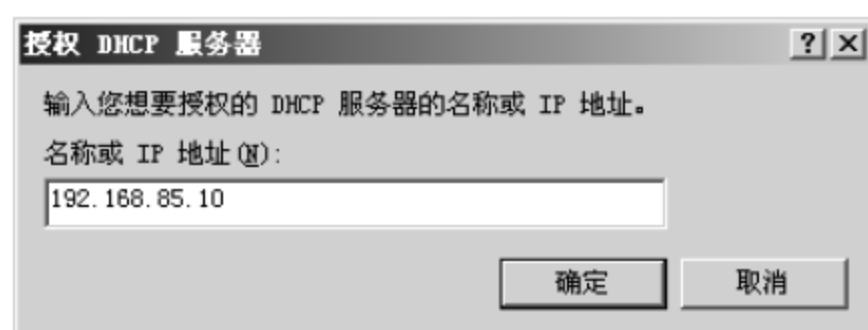 授权 DHCP 服务器
输入您想要授权的 DHCP 服务器的名称或 IP 地址。
名称或 IP 地址(N):
192.168.85.10
确定 取消